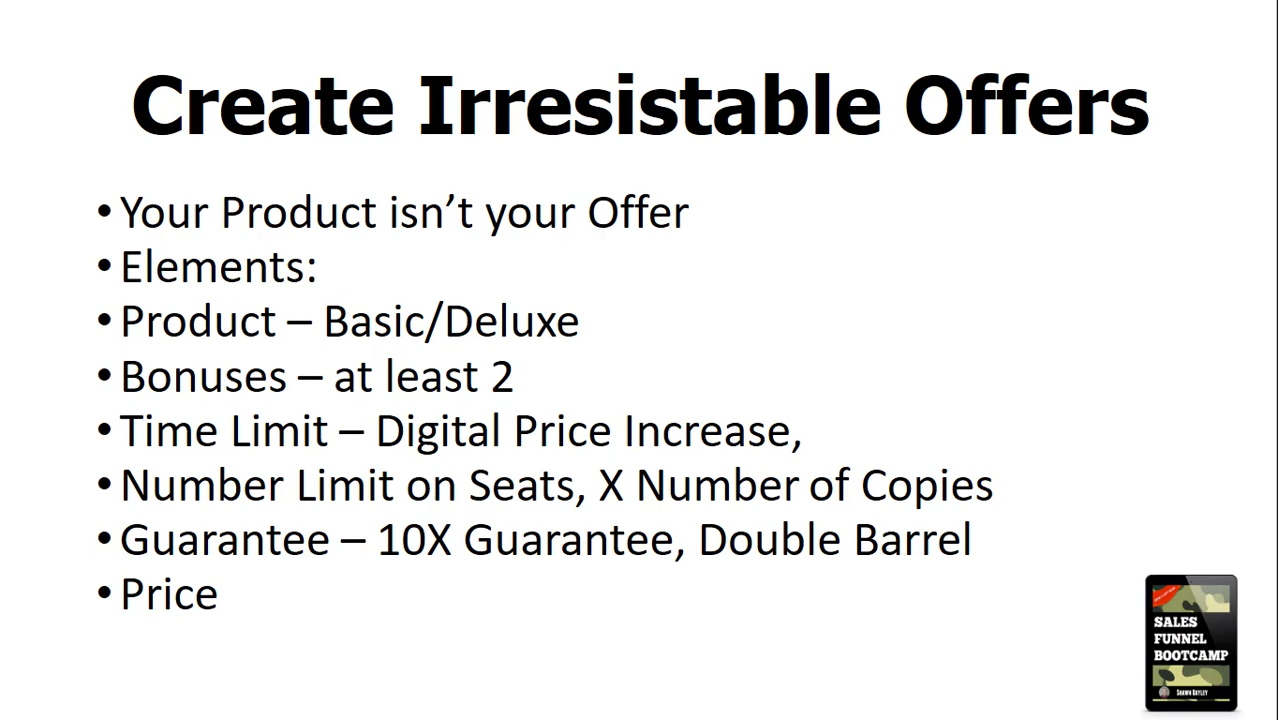 Create Irresistable Offers
• Your Product isn’t your Offer
• Elements:
• Product – Basic/Deluxe
• Bonuses – at least 2
• Time Limit – Digital Price Increase,
• Number Limit on Seats, X Number of Copies
• Guarantee – 10X Guarantee, Double Barrel
• Price
SALES
FUNNEL
BOOTCAMP